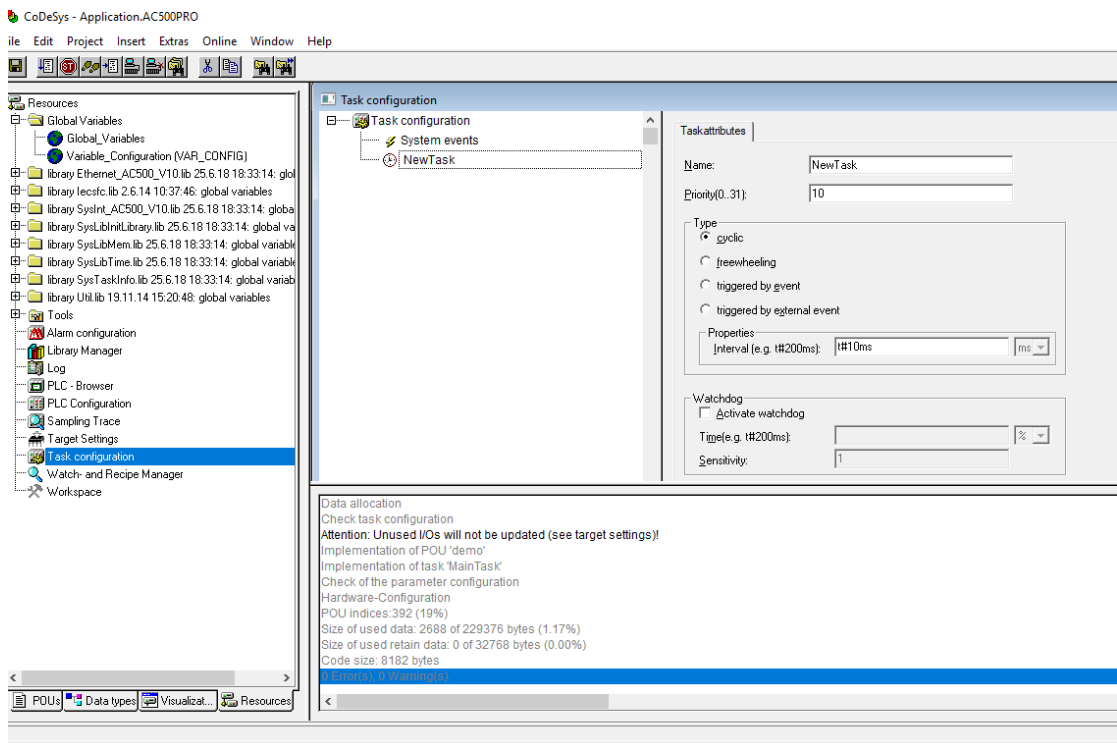 CoDeSys - Application.AC500PRO
ile Edit Project Insert Extras Online Window Help
Resources
Global Variables
Global_Variables
Variable_Configuration (VAR_CONFIG)
library Ethernet_AC500_V10.lib 25.6.18 18:33:14: glol
library Iecsfc.lib 2.6.14 10:37:46: global variables
library SysInt_AC500_V10.lib 25.6.18 18:33:14: globa
library SysLibInitLibrary.lib 25.6.18 18:33:14: global va
library SysLibMem.lib 25.6.18 18:33:14: global variable
library SysLibTime.lib 25.6.18 18:33:14: global variable
library SysTaskInfo.lib 25.6.18 18:33:14: global variab
library Util.lib 19.11.14 15:20:48: global variables
Tools
Alarm configuration
Library Manager
Log
PLC - Browser
PLC Configuration
Sampling Trace
Target Settings
Task configuration
Watch- and Recipe Manager
Workspace
POUs Data types Visualizat... Resources
Task configuration
Task configuration
System events
NewTask
Taskattributes
Name: NewTask
Priority(0..31): 10
Type
cyclic
freewheeling
triggered by event
triggered by external event
Properties
Interval (e.g. t#200ms): t#10ms ms
Watchdog
Activate watchdog
Time(e.g. t#200ms): %
Sensitivity: 1
Data allocation
Check task configuration
Attention: Unused I/Os will not be updated (see target settings)!
Implementation of POU 'demo'
Implementation of task 'MainTask'
Check of the parameter configuration
Hardware-Configuration
POU indices:392 (19%)
Size of used data: 2688 of 229376 bytes (1.17%)
Size of used retain data: 0 of 32768 bytes (0.00%)
Code size: 8182 bytes
0 Error(s), 0 Warning(s).